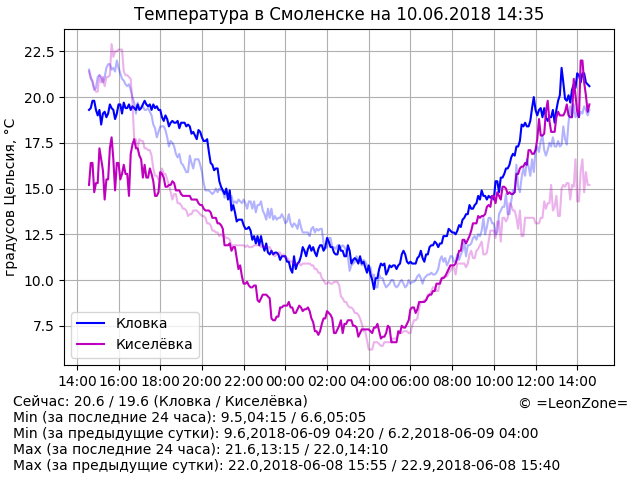 Температура в Смоленске на 10.06.2018 14:35
градусов Цельсия, °C
22.5
20.0
17.5
15.0
12.5
10.0
7.5
Кловка
Киселёвка
14:00 16:00 18:00 20:00 22:00 00:00 02:00 04:00 06:00 08:00 10:00 12:00 14:00
Сейчас: 20.6 / 19.6 (Кловка / Киселёвка)
© =LeonZone=
Min (за последние 24 часа): 9.5,04:15 / 6.6,05:05
Min (за предыдущие сутки): 9.6,2018-06-09 04:20 / 6.2,2018-06-09 04:00
Max (за последние 24 часа): 21.6,13:15 / 22.0,14:10
Max (за предыдущие сутки): 22.0,2018-06-08 15:55 / 22.9,2018-06-08 15:40